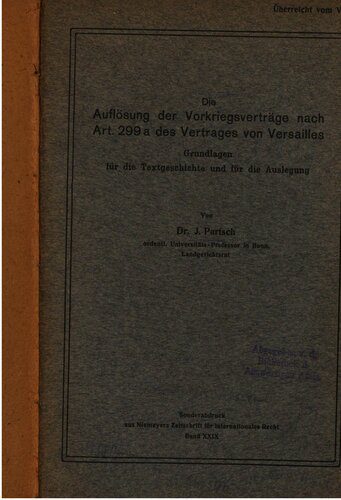 Überreicht vom V
Die
Auflösung der Vorkriegsverträge nach
Art. 299a des Vertrages von Versailles
Grundlagen
für die Textgeschichte und für die Auslegung
Von
Dr. J. Partsch
ordentl. Universitäts-Professor in Bonn,
Landgerichtsrat
Sonderabdruck
aus Niemeyers Zeitschrift für internationales Recht
Band XXIX